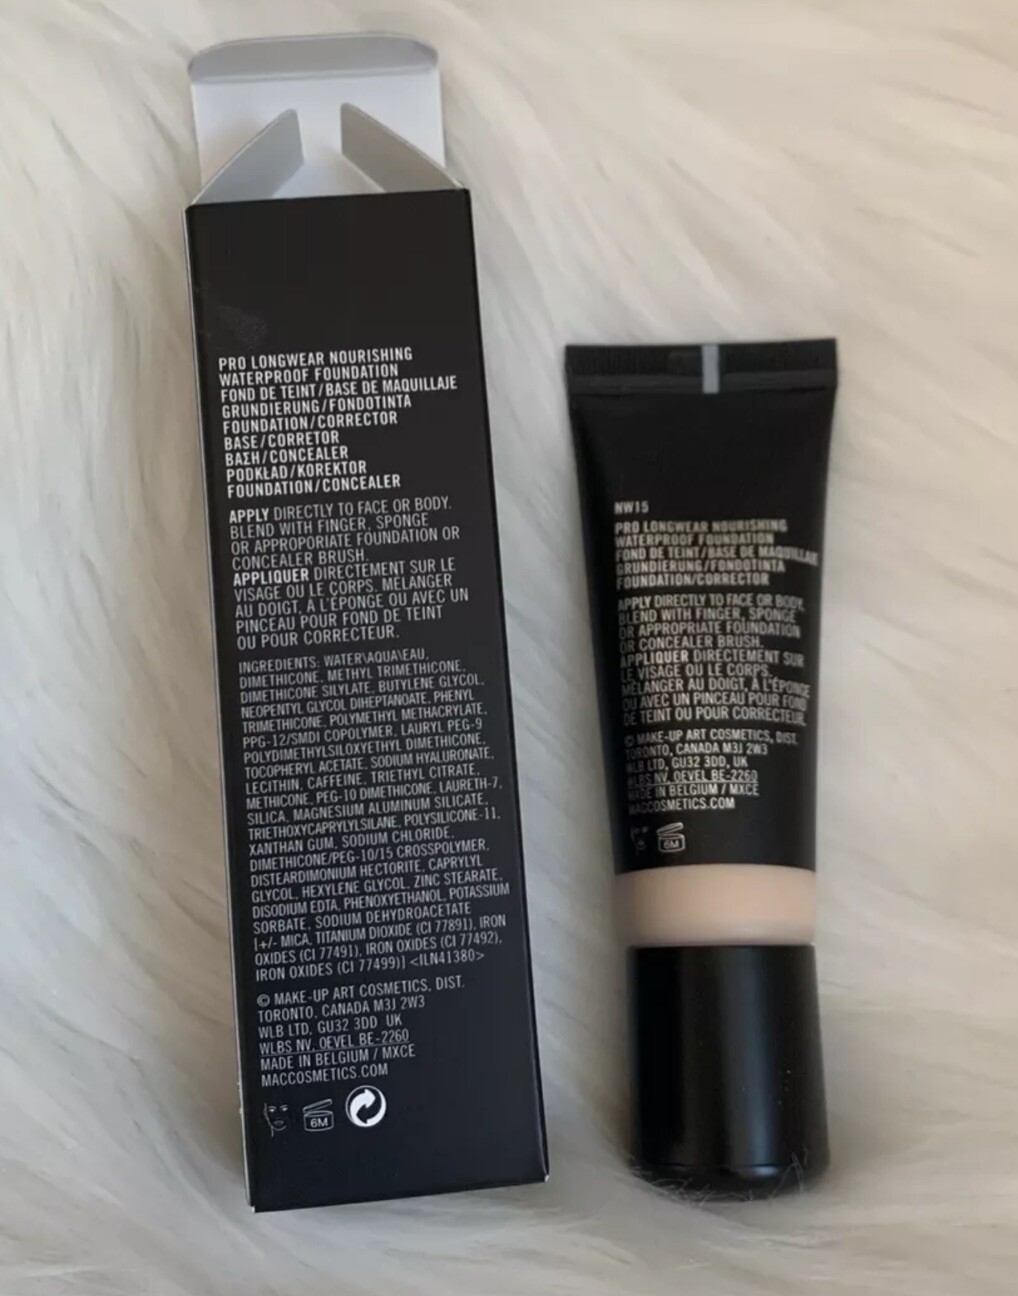 PRO LONGWEAR NOURISHING
WATERPROOF FOUNDATION
FOND DE TEINT/BASE DE MAQUILLAJE
GRUNDIERUNG/FONDOTINTA
FOUNDATION/CORRECTOR
BASE/CORRETOR
ΒΑΣΗ/CONCEALER
PODKŁAD/KOREKTOR
FOUNDATION/CONCEALER
APPLY DIRECTLY TO FACE OR BODY.
BLEND WITH FINGER, SPONGE
OR APPROPORIATE FOUNDATION OR
CONCEALER BRUSH.
APPLIQUER DIRECTEMENT SUR LE
VISAGE OU LE CORPS. MÉLANGER
AU DOIGT, À L'ÉPONGE OU AVEC UN
PINCEAU POUR FOND DE TEINT
OU POUR CORRECTEUR.
INGREDIENTS: WATER\AQUA\EAU,
DIMETHICONE, METHYL TRIMETHICONE,
DIMETHICONE SILYLATE, BUTYLENE GLYCOL,
NEOPENTYL GLYCOL DIHEPTANOATE, PHENYL
TRIMETHICONE, POLYMETHYL METHACRYLATE,
PPG-12/SMDI COPOLYMER, LAURYL PEG-9
POLYDIMETHYLSILOXYETHYL DIMETHICONE,
TOCOPHERYL ACETATE, SODIUM HYALURONATE,
LECITHIN, CAFFEINE, TRIETHYL CITRATE,
METHICONE, PEG-10 DIMETHICONE, LAURETH-7,
SILICA, MAGNESIUM ALUMINUM SILICATE,
TRIETHOXYCAPRYLYLSILANE, POLYSILICONE-11,
XANTHAN GUM, SODIUM CHLORIDE,
DIMETHICONE/PEG-10/15 CROSSPOLYMER,
DISTEARDIMONIUM HECTORITE, CAPRYLYL
GLYCOL, HEXYLENE GLYCOL, ZINC STEARATE,
DISODIUM EDTA, PHENOXYETHANOL, POTASSIUM
SORBATE, SODIUM DEHYDROACETATE
[+/- MICA, TITANIUM DIOXIDE (CI 77891), IRON
OXIDES (CI 77491), IRON OXIDES (CI 77492),
IRON OXIDES (CI 77499)] <ILN41380>
© MAKE-UP ART COSMETICS, DIST.
TORONTO, CANADA M3J 2W3
WLB LTD, GU32 3DD UK
WLBS NV, OEVEL BE-2260
MADE IN BELGIUM / MXCE
MACCOSMETICS.COM
6M
NW15
PRO LONGWEAR NOURISHING
WATERPROOF FOUNDATION
FOND DE TEINT/BASE DE MAQUILLAJE
GRUNDIERUNG/FONDOTINTA
FOUNDATION/CORRECTOR
APPLY DIRECTLY TO FACE OR BODY.
BLEND WITH FINGER, SPONGE
OR APPROPRIATE FOUNDATION
OR CONCEALER BRUSH.
APPLIQUER DIRECTEMENT SUR
LE VISAGE OU LE CORPS.
MÉLANGER AU DOIGT, À L'ÉPONGE
OU AVEC UN PINCEAU POUR FOND
DE TEINT OU POUR CORRECTEUR.
© MAKE-UP ART COSMETICS, DIST.
TORONTO, CANADA M3J 2W3
WLB LTD, GU32 3DD, UK
WLBS NV, OEVEL BE-2260
MADE IN BELGIUM / MXCE
MACCOSMETICS.COM
6M